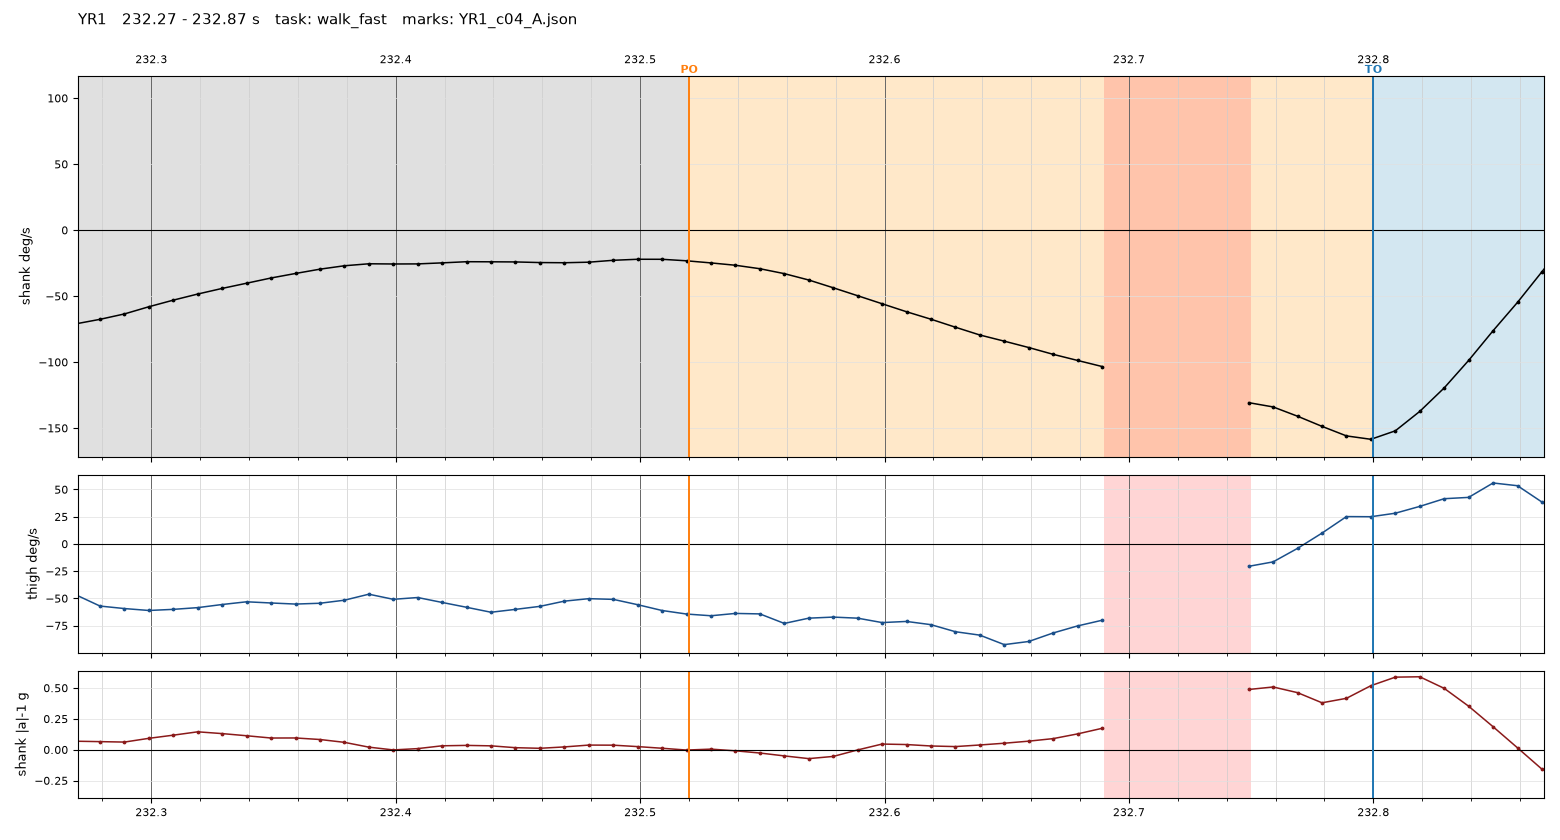 YR1   232.27 - 232.87 s   task: walk_fast   marks: YR1_c04_A.json
232.3 232.4 232.5 232.6 232.7 232.8
PO TO
100
50
0
−50
−100
−150
shank deg/s
50
25
0
−25
−50
−75
thigh deg/s
0.50
0.25
0.00
−0.25
shank |a|-1 g
232.3 232.4 232.5 232.6 232.7 232.8